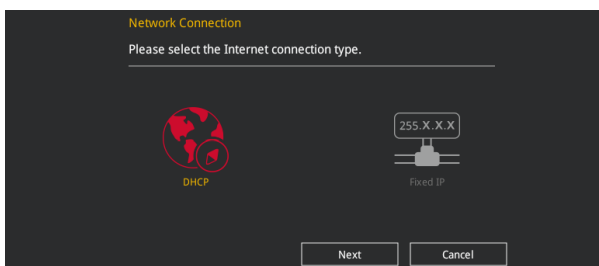 Network Connection
Please select the Internet connection type.
255.X.X.X
DHCP
Fixed IP
Next
Cancel